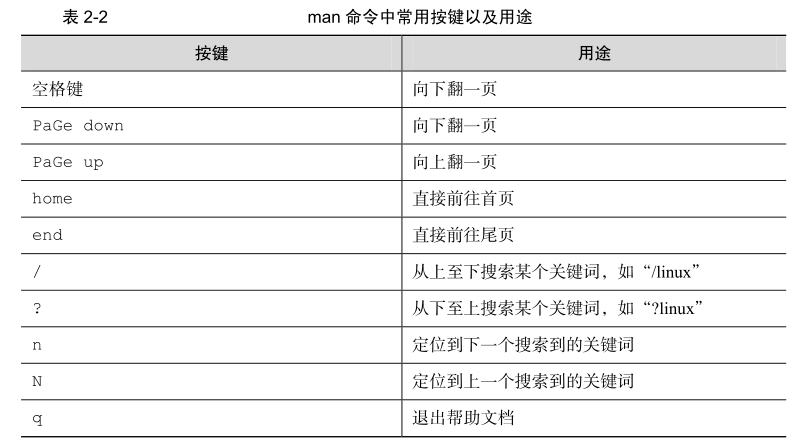 表 2-2 man 命令中常用按键以及用途
按键 用途
空格键 向下翻一页
PaGe down 向下翻一页
PaGe up 向上翻一页
home 直接前往首页
end 直接前往尾页
/ 从上至下搜索某个关键词，如“/linux”
? 从下至上搜索某个关键词，如“?linux”
n 定位到下一个搜索到的关键词
N 定位到上一个搜索到的关键词
q 退出帮助文档